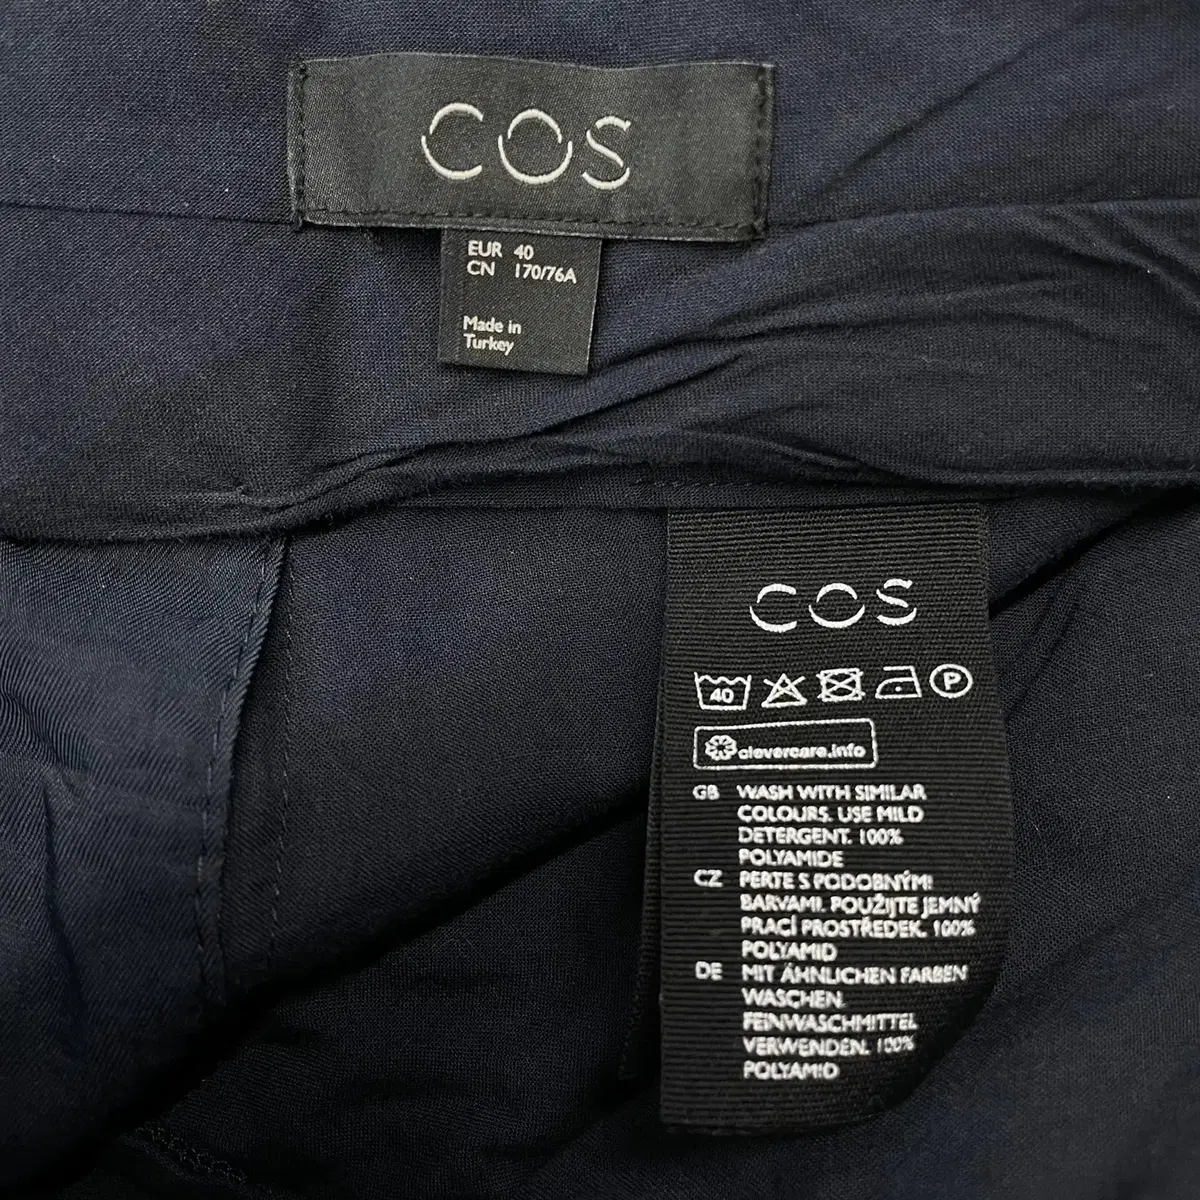 COS
EUR 40
CN 170/76A
Made in
Turkey
COS
40 P
clevercare.info
GB WASH WITH SIMILAR
COLOURS. USE MILD
DETERGENT. 100%
POLYAMIDE
CZ PERTE S PODOBNÝMI
BARVAMI. POUŽIJTE JEMNÝ
PRACÍ PROSTŘEDEK. 100%
POLYAMID
DE MIT ÄHNLICHEN FARBEN
WASCHEN.
FEINWASCHMITTEL
VERWENDEN. 100%
POLYAMID